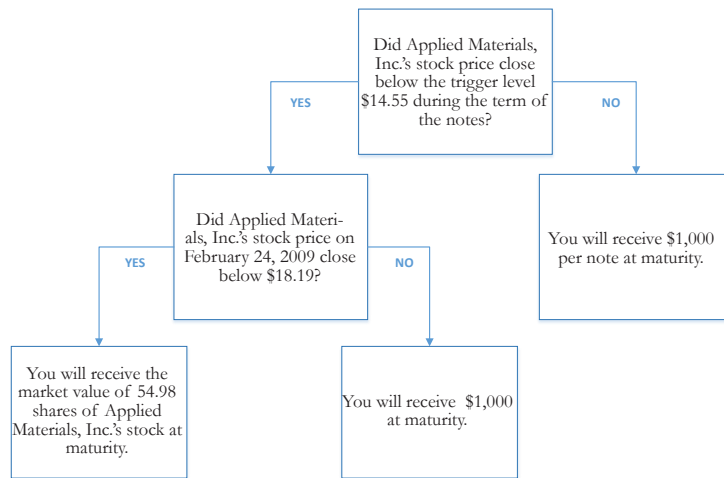 Did Applied Materials,
Inc.'s stock price close
below the trigger level
$14.55 during the term of
the notes?
YES
NO
Did Applied Materi-
als, Inc.'s stock price on
February 24, 2009 close
below $18.19?
You will receive $1,000
per note at maturity.
YES
NO
You will receive the
market value of 54.98
shares of Applied
Materials, Inc.'s stock at
maturity.
You will receive $1,000
at maturity.